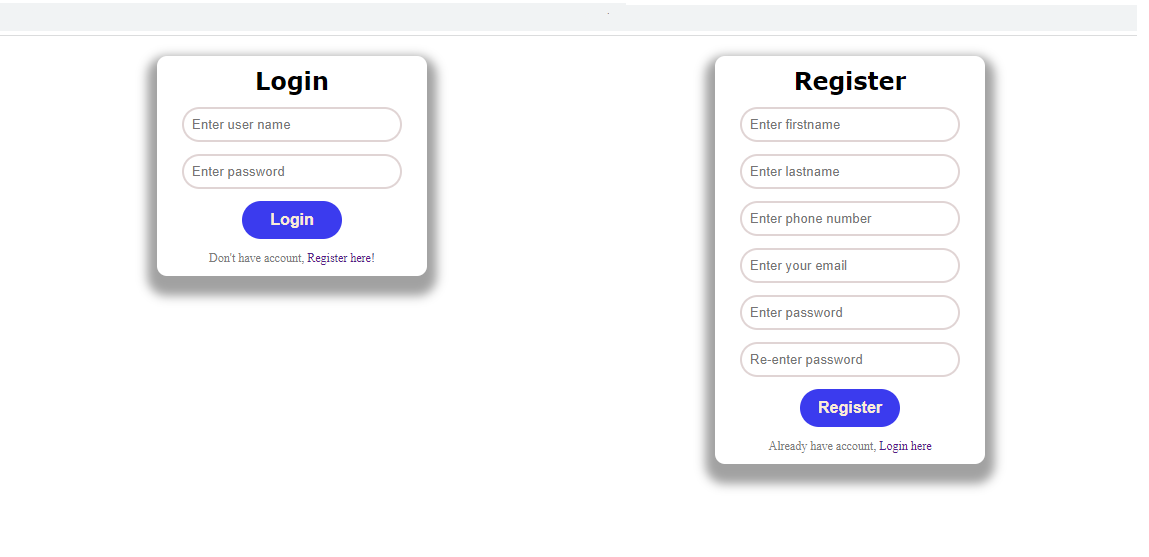 Login
Enter user name
Enter password
Login
Don't have account, Register here!
Register
Enter firstname
Enter lastname
Enter phone number
Enter your email
Enter password
Re-enter password
Register
Already have account, Login here